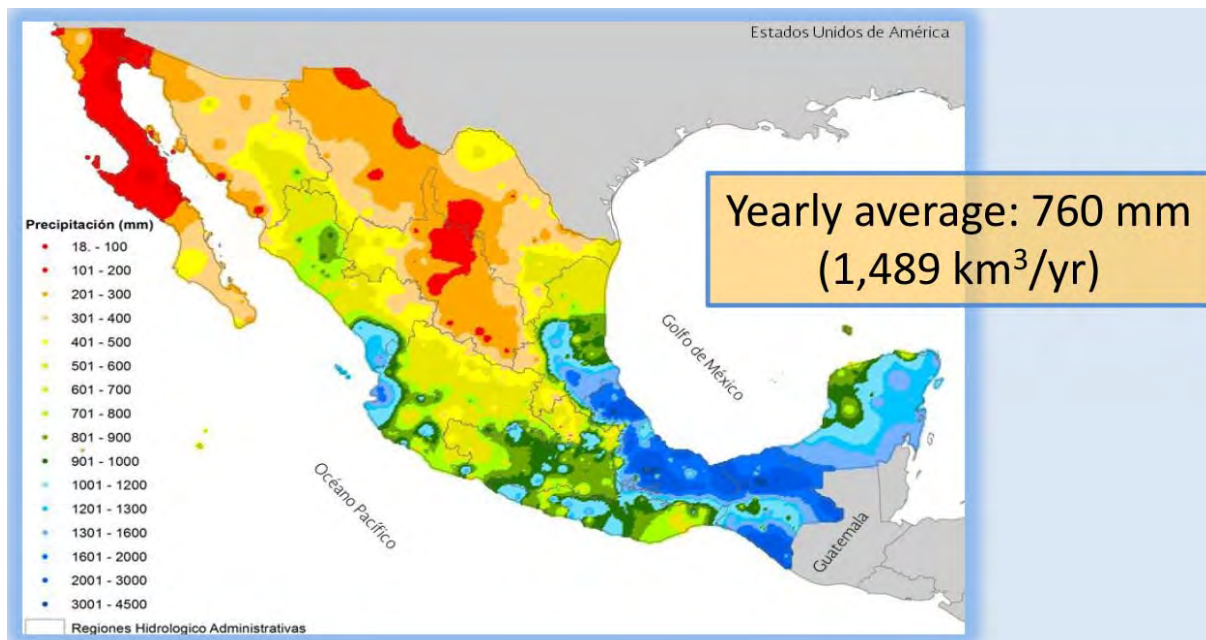 Estados Unidos de América
Yearly average: 760 mm
(1,489 km³/yr)
Precipitación (mm)
18. - 100
101 - 200
201 - 300
301 - 400
401 - 500
501 - 600
601 - 700
701 - 800
801 - 900
901 - 1000
1001 - 1200
1201 - 1300
1301 - 1600
1601 - 2000
2001 - 3000
3001 - 4500
Regiones Hidrologico Administrativas
Golfo de México
Océano Pacífico
Guatemala